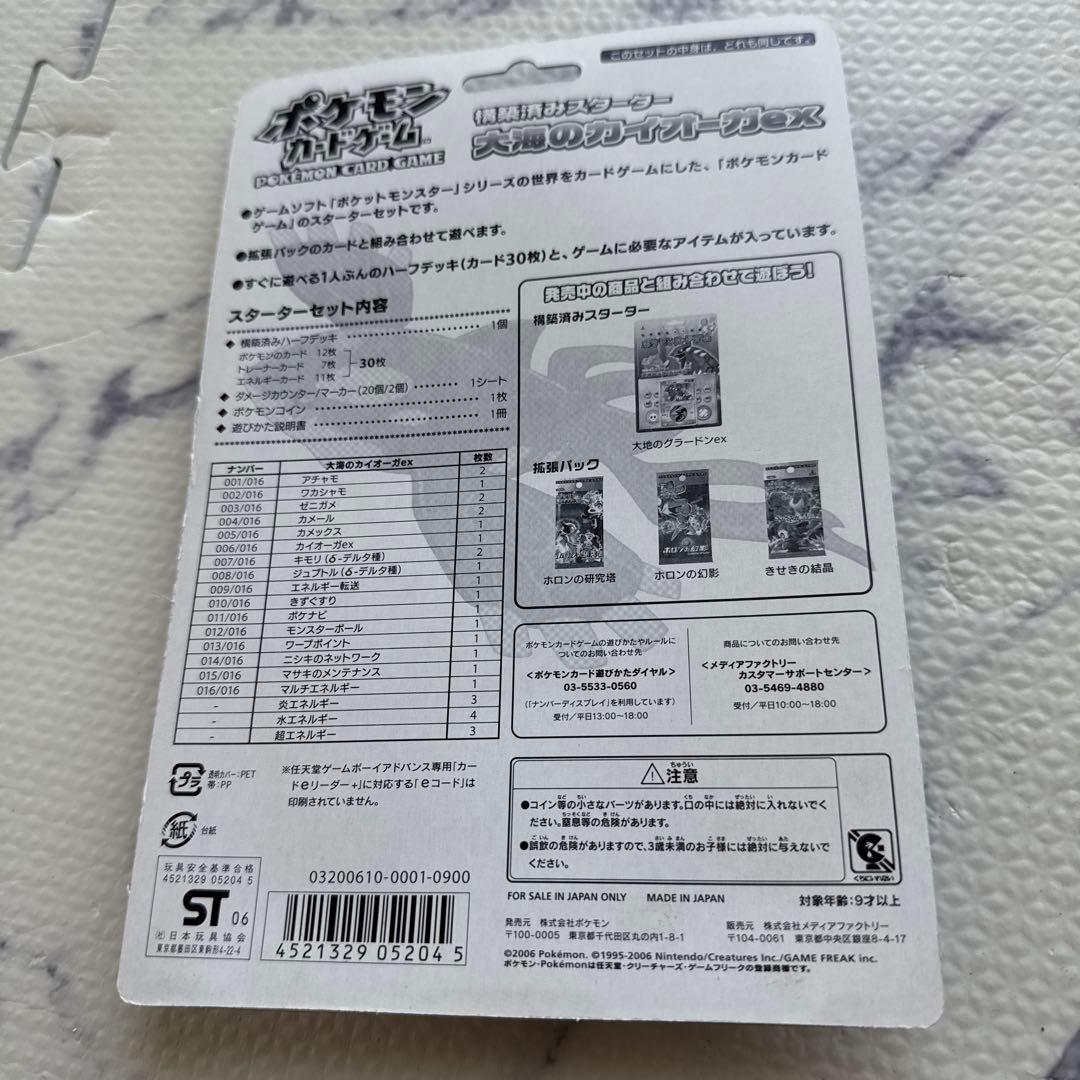 このセットの中身は、どれも同じです。
ポケモン
カードゲーム
POKÉMON CARD GAME
構築済みスターター
大海のカイオーガex
●ゲームソフト「ポケットモンスター」シリーズの世界をカードゲームにした、「ポケモンカード
ゲーム」のスターターセットです。
●拡張パックのカードと組み合わせて遊べます。
●すぐに遊べる1人ぶんのハーフデッキ(カード30枚)と、ゲームに必要なアイテムが入っています。
スターターセット内容
◆ 構築済みハーフデッキ ・・・・・・・・ 1個
ポケモンのカード 12枚
トレーナーカード 7枚
エネルギーカード 11枚
30枚
◆ ダメージカウンター/マーカー(20個/2個) ・・・・・・・・ 1シート
◆ ポケモンコイン ・・・・・・・・ 1枚
◆ 遊びかた説明書 ・・・・・・・・ 1冊
ナンバー 大海のカイオーガex 枚数
001/016 アチャモ 2
002/016 ワカシャモ 1
003/016 ゼニガメ 2
004/016 カメール 2
005/016 カメックス 1
006/016 カイオーガex 1
007/016 キモリ(δ-デルタ種) 2
008/016 ジュプトル(δ-デルタ種) 1
009/016 エネルギー転送 1
010/016 きずぐすり 1
011/016 ポケナビ 1
012/016 モンスターボール 1
013/016 ワープポイント 1
014/016 ニシキのネットワーク 1
015/016 マサキのメンテナンス 1
016/016 マルチエネルギー 1
- 炎エネルギー 3
- 水エネルギー 4
- 超エネルギー 3
発売中の商品と組み合わせて遊ぼう!
構築済みスターター
大地のグラードンex
拡張パック
ホロンの研究塔
ホロンの幻影
きせきの結晶
ポケモンカードゲームの遊びかたやルールに
ついてのお問い合わせ先
<ポケモンカード遊びかたダイヤル>
03-5533-0560
(「ナンバーディスプレイ」を利用しています)
受付/平日13:00~18:00
商品についてのお問い合わせ先
<メディアファクトリー
カスタマーサポートセンター>
03-5469-4880
受付/平日10:00~18:00
プラ
透明カバー:PET
帯:PP
紙
台紙
※任天堂ゲームボーイアドバンス専用「カー
ドeリーダー+」に対応する「eコード」は
印刷されていません。
⚠注意
●コイン等の小さなパーツがあります。口の中には絶対に入れないでく
ださい。窒息等の危険があります。
●誤飲の危険がありますので、3歳未満のお子様には絶対に与えないで
ください。
くちにいれない
玩具安全基準合格
4521329 05204 5
ST 06
(社)日本玩具協会
東京都墨田区東駒形4-22-4
03200610-0001-0900
4521329 052045
FOR SALE IN JAPAN ONLY MADE IN JAPAN
対象年齢:9才以上
発売元 株式会社ポケモン
〒100-0005 東京都千代田区丸の内1-8-1
販売元 株式会社メディアファクトリー
〒104-0061 東京都中央区銀座8-4-17
©2006 Pokémon. ©1995-2006 Nintendo/Creatures Inc./GAME FREAK inc.
ポケモン・Pokémonは任天堂・クリーチャーズ・ゲームフリークの登録商標です。